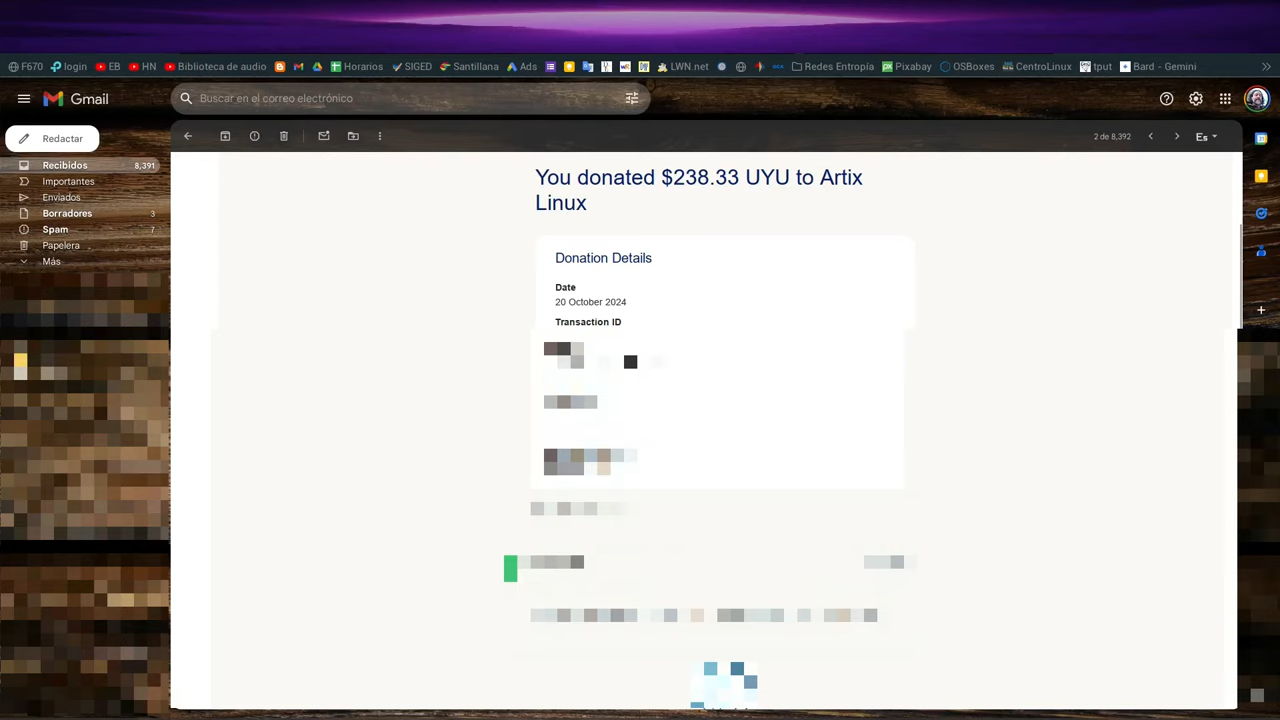 F670 login EB HN Biblioteca de audio Horarios SIGED Santillana Ads LWN.net Redes Entropía Pixabay OSBoxes CentroLinux tput Bard - Gemini
Gmail
Buscar en el correo electrónico
Redactar
2 de 8,392
Es
Recibidos 8,391
Importantes
Enviados
Borradores 3
Spam 7
Papelera
Más
You donated $238.33 UYU to Artix
Linux
Donation Details
Date
20 October 2024
Transaction ID